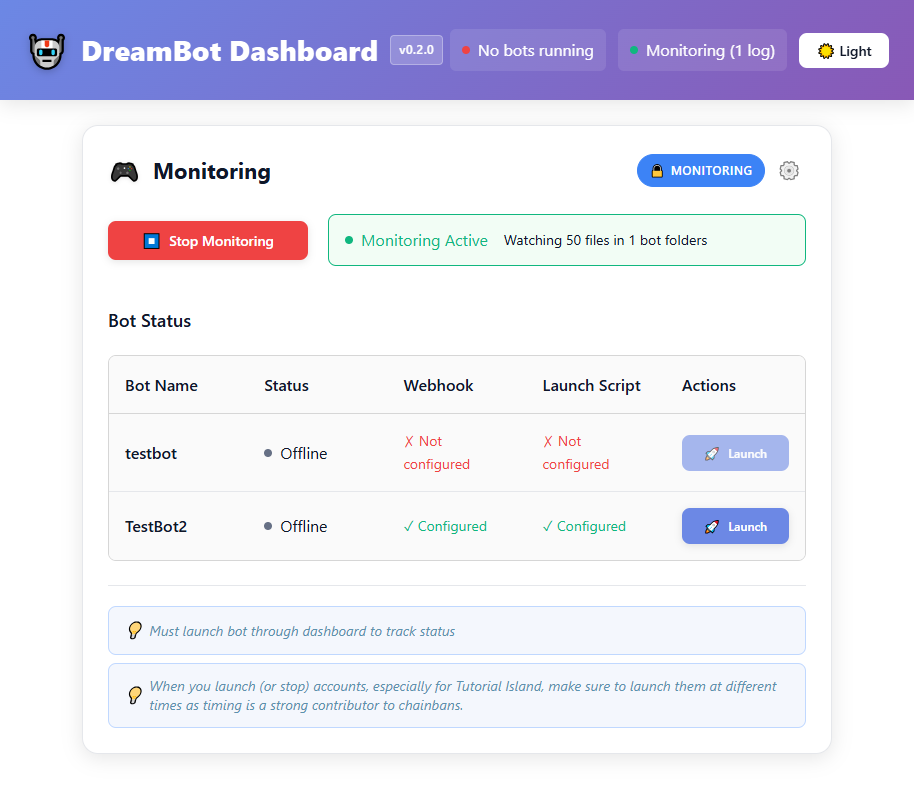 DreamBot Dashboard
v0.2.0
No bots running
Monitoring (1 log)
Light
Monitoring
MONITORING
Stop Monitoring
Monitoring Active
Watching 50 files in 1 bot folders
Bot Status
Bot Name
Status
Webhook
Launch Script
Actions
testbot
Offline
✗ Not
configured
✗ Not
configured
Launch
TestBot2
Offline
✓ Configured
✓ Configured
Launch
Must launch bot through dashboard to track status
When you launch (or stop) accounts, especially for Tutorial Island, make sure to launch them at different
times as timing is a strong contributor to chainbans.